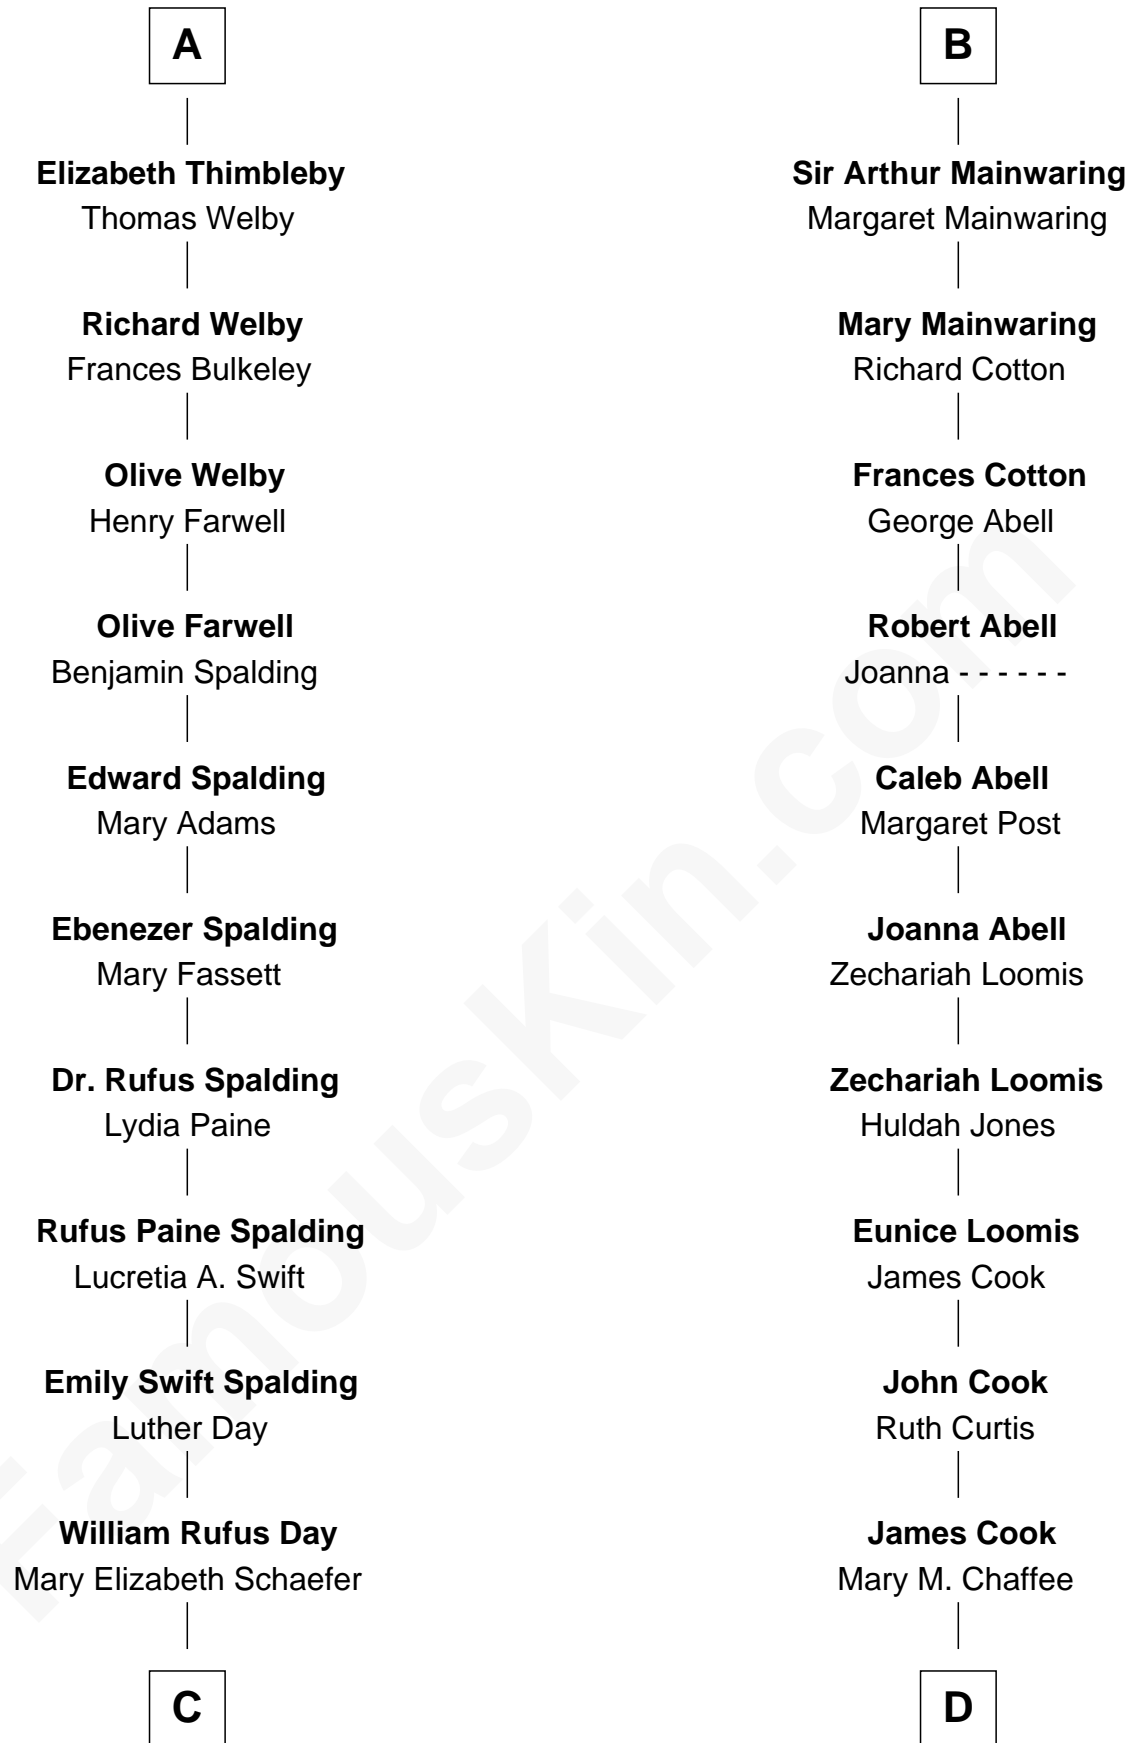 A
Elizabeth Thimbleby
Thomas Welby
Richard Welby
Frances Bulkeley
Olive Welby
Henry Farwell
Olive Farwell
Benjamin Spalding
Edward Spalding
Mary Adams
Ebenezer Spalding
Mary Fassett
Dr. Rufus Spalding
Lydia Paine
Rufus Paine Spalding
Lucretia A. Swift
Emily Swift Spalding
Luther Day
William Rufus Day
Mary Elizabeth Schaefer
C
B
Sir Arthur Mainwaring
Margaret Mainwaring
Mary Mainwaring
Richard Cotton
Frances Cotton
George Abell
Robert Abell
Joanna - - - - - -
Caleb Abell
Margaret Post
Joanna Abell
Zechariah Loomis
Zechariah Loomis
Huldah Jones
Eunice Loomis
James Cook
John Cook
Ruth Curtis
James Cook
Mary M. Chaffee
D
FamousKin.com